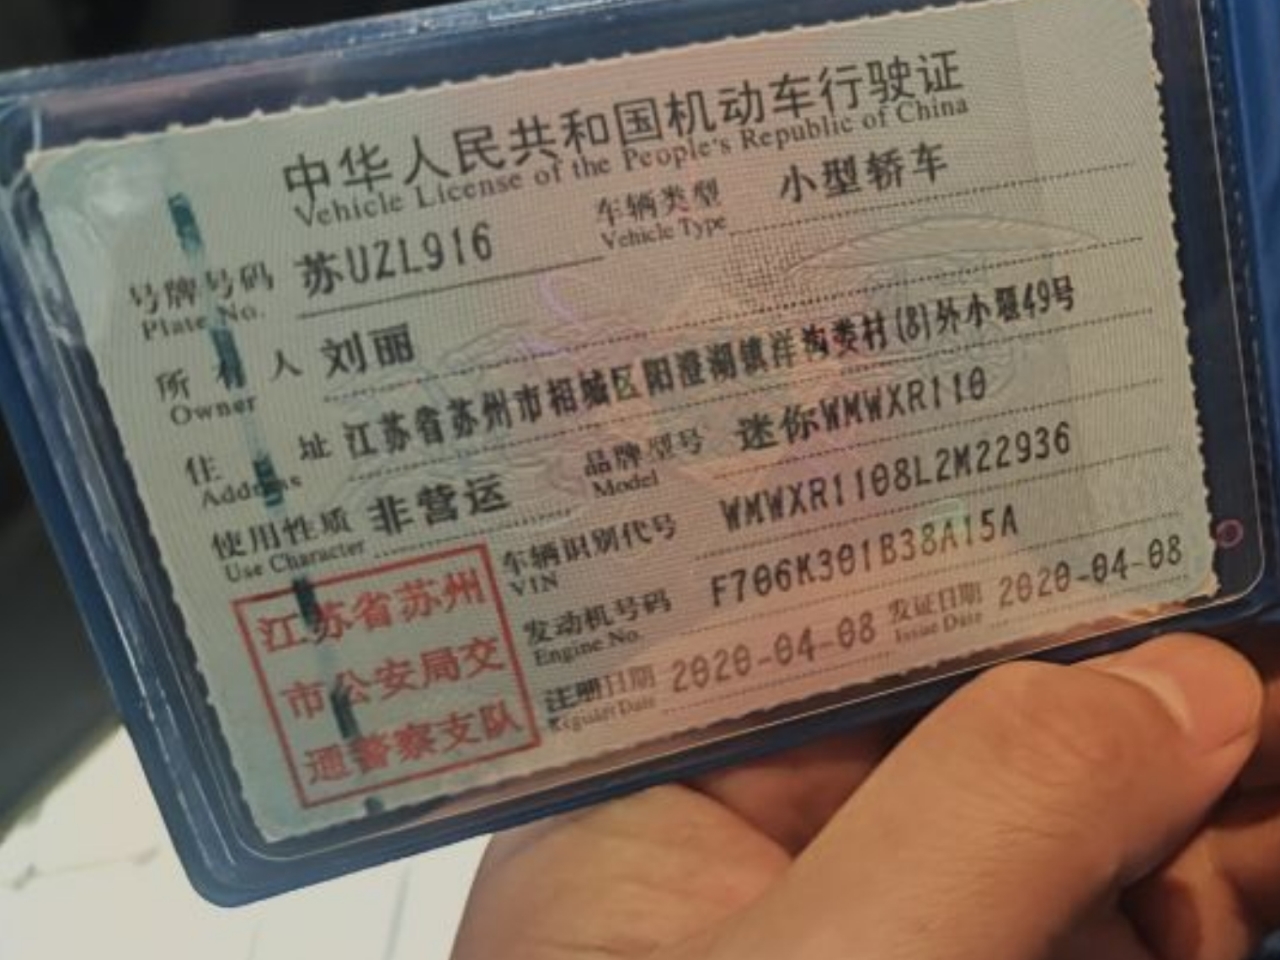 中华人民共和国机动车行驶证
Vehicle License of the People's Republic of China
号牌号码 苏UZL916 车辆类型 小型轿车
Plate No. Vehicle Type
所有人 刘丽
Owner
住址 江苏省苏州市相城区阳澄湖镇洋沟娄村(8)外小堰49号
Address
使用性质 非营运 品牌型号 迷你WMWXR110
Use Character Model
车辆识别代号 WMWXR1108L2M22936
VIN
发动机号码 F706K301B38A15A
Engine No.
注册日期 2020-04-08 发证日期 2020-04-08
Register Date Issue Date
江苏省苏州
市公安局交
通警察支队